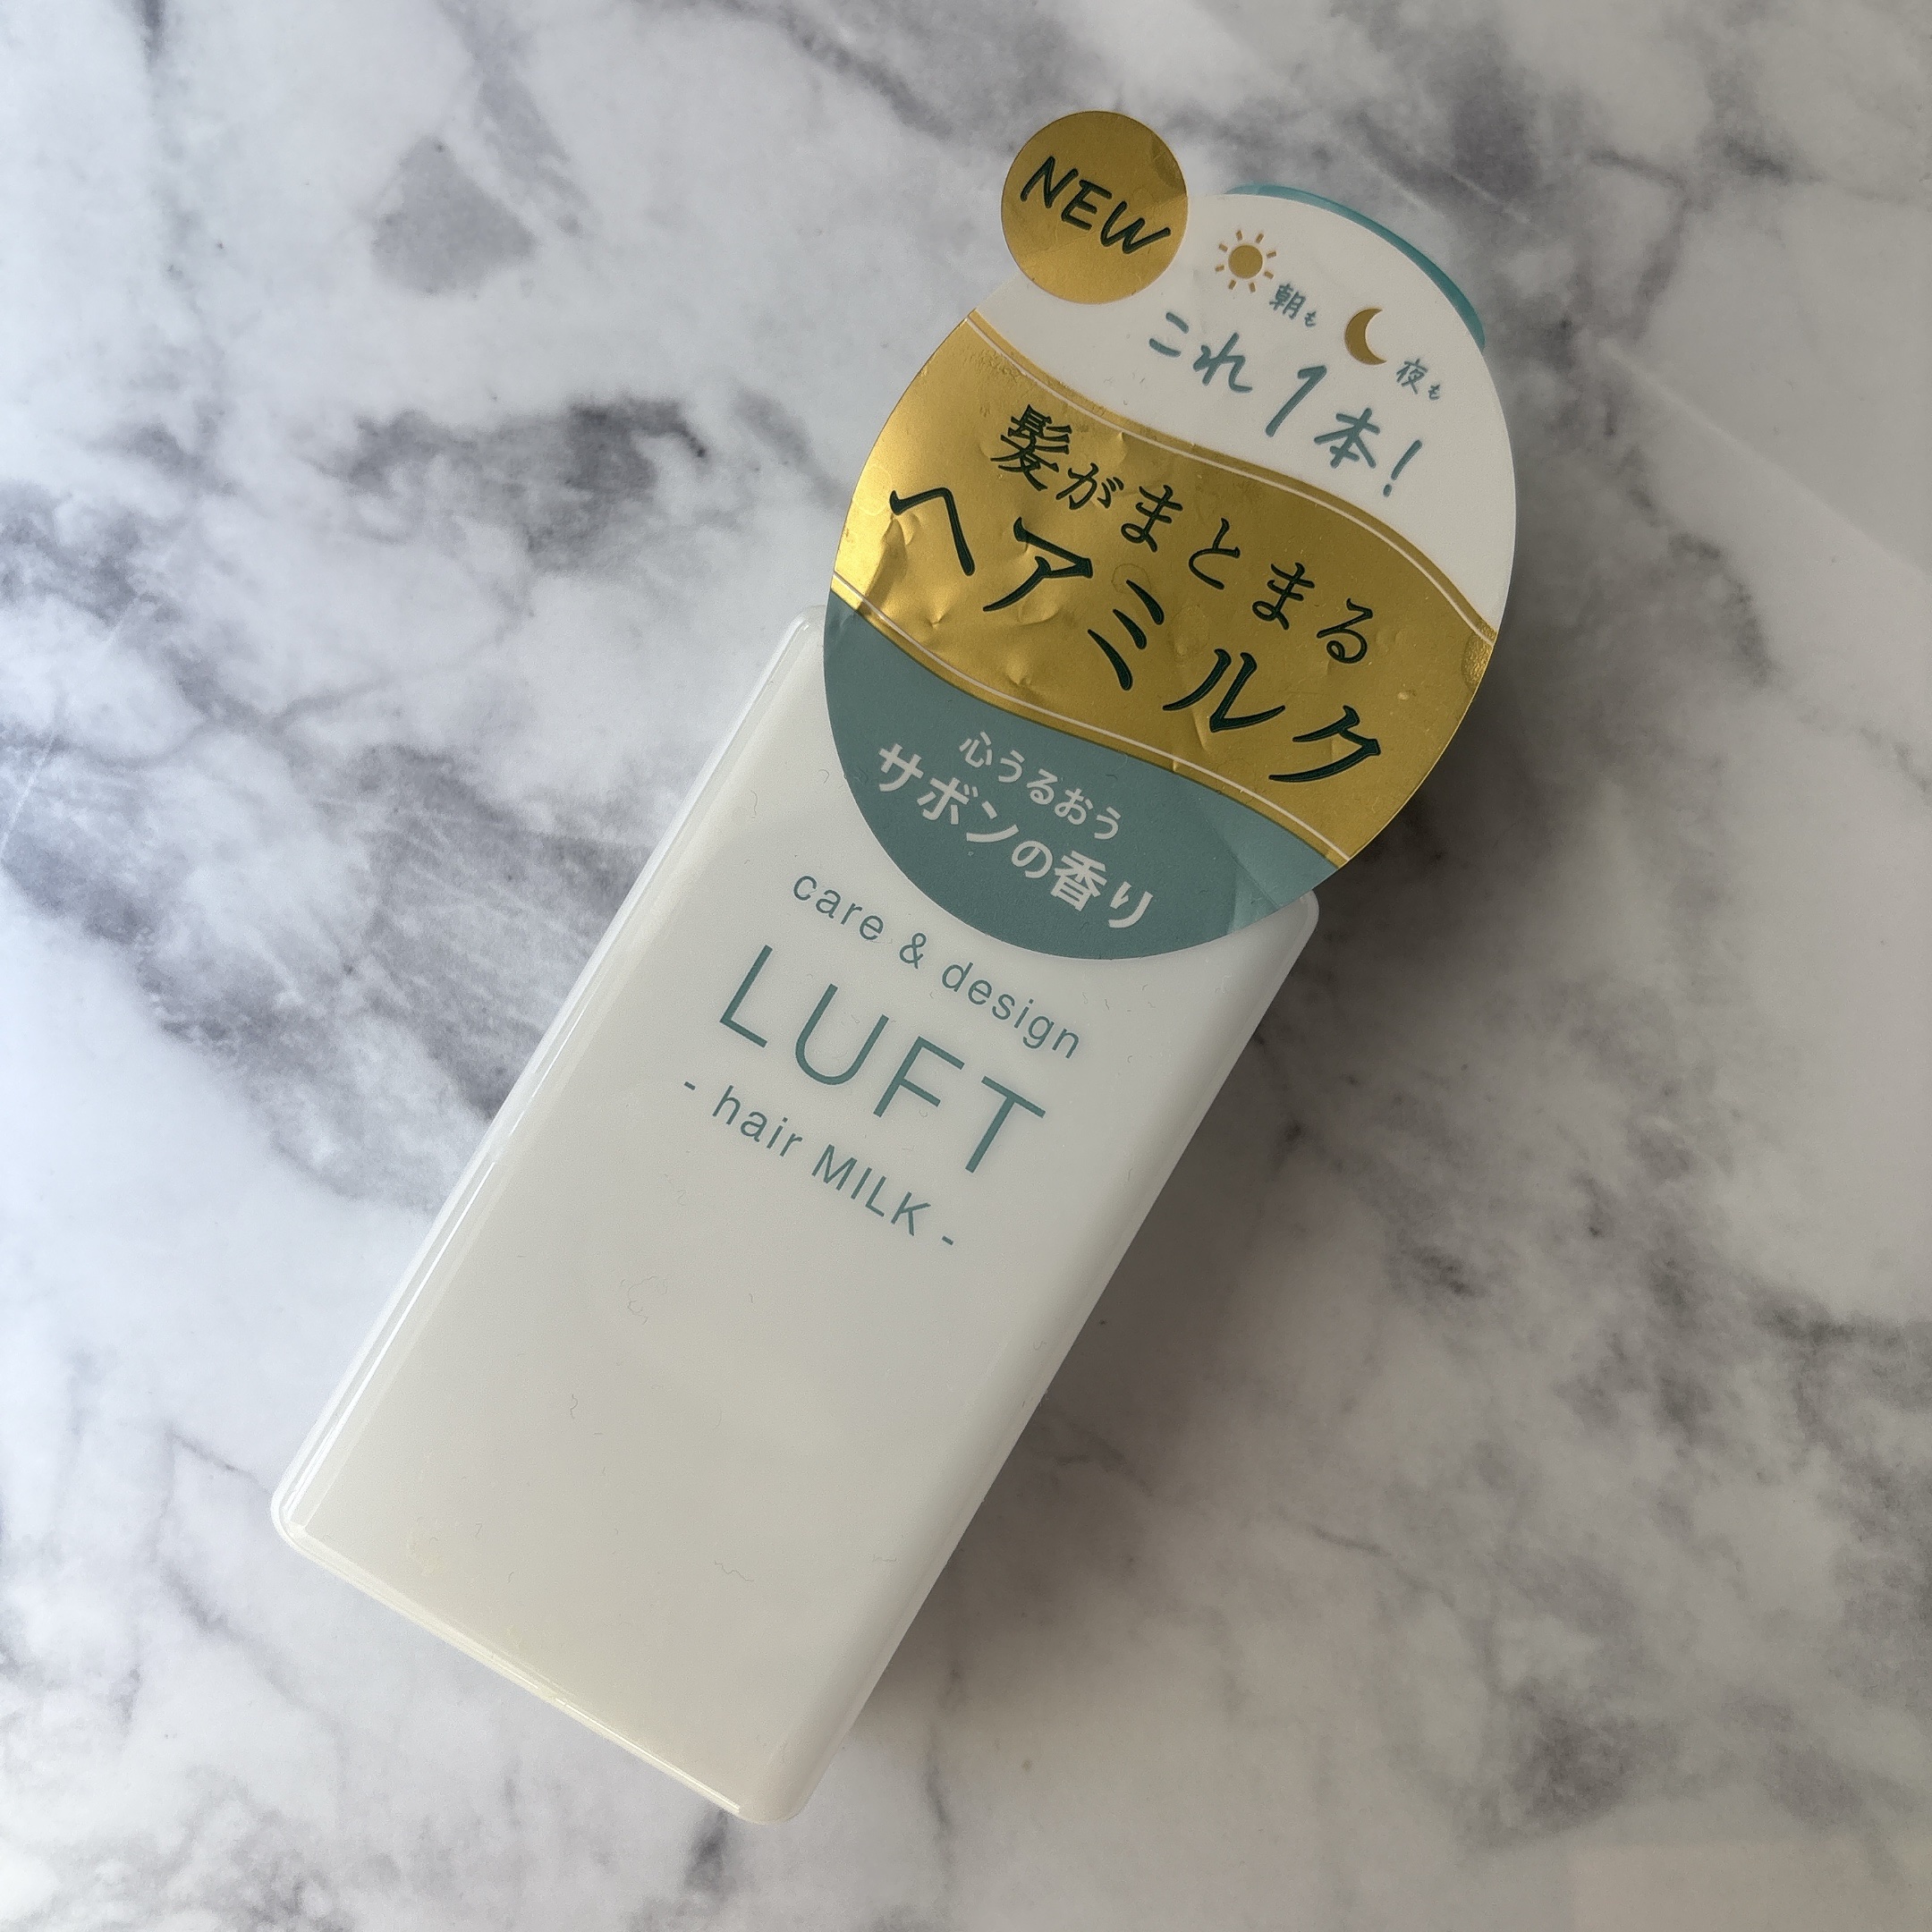 NEW
朝も 夜も
これ1本!
髪がまとまる
ヘアミルク
心うるおう
サボンの香り
care & design
LUFT
- hair MILK -